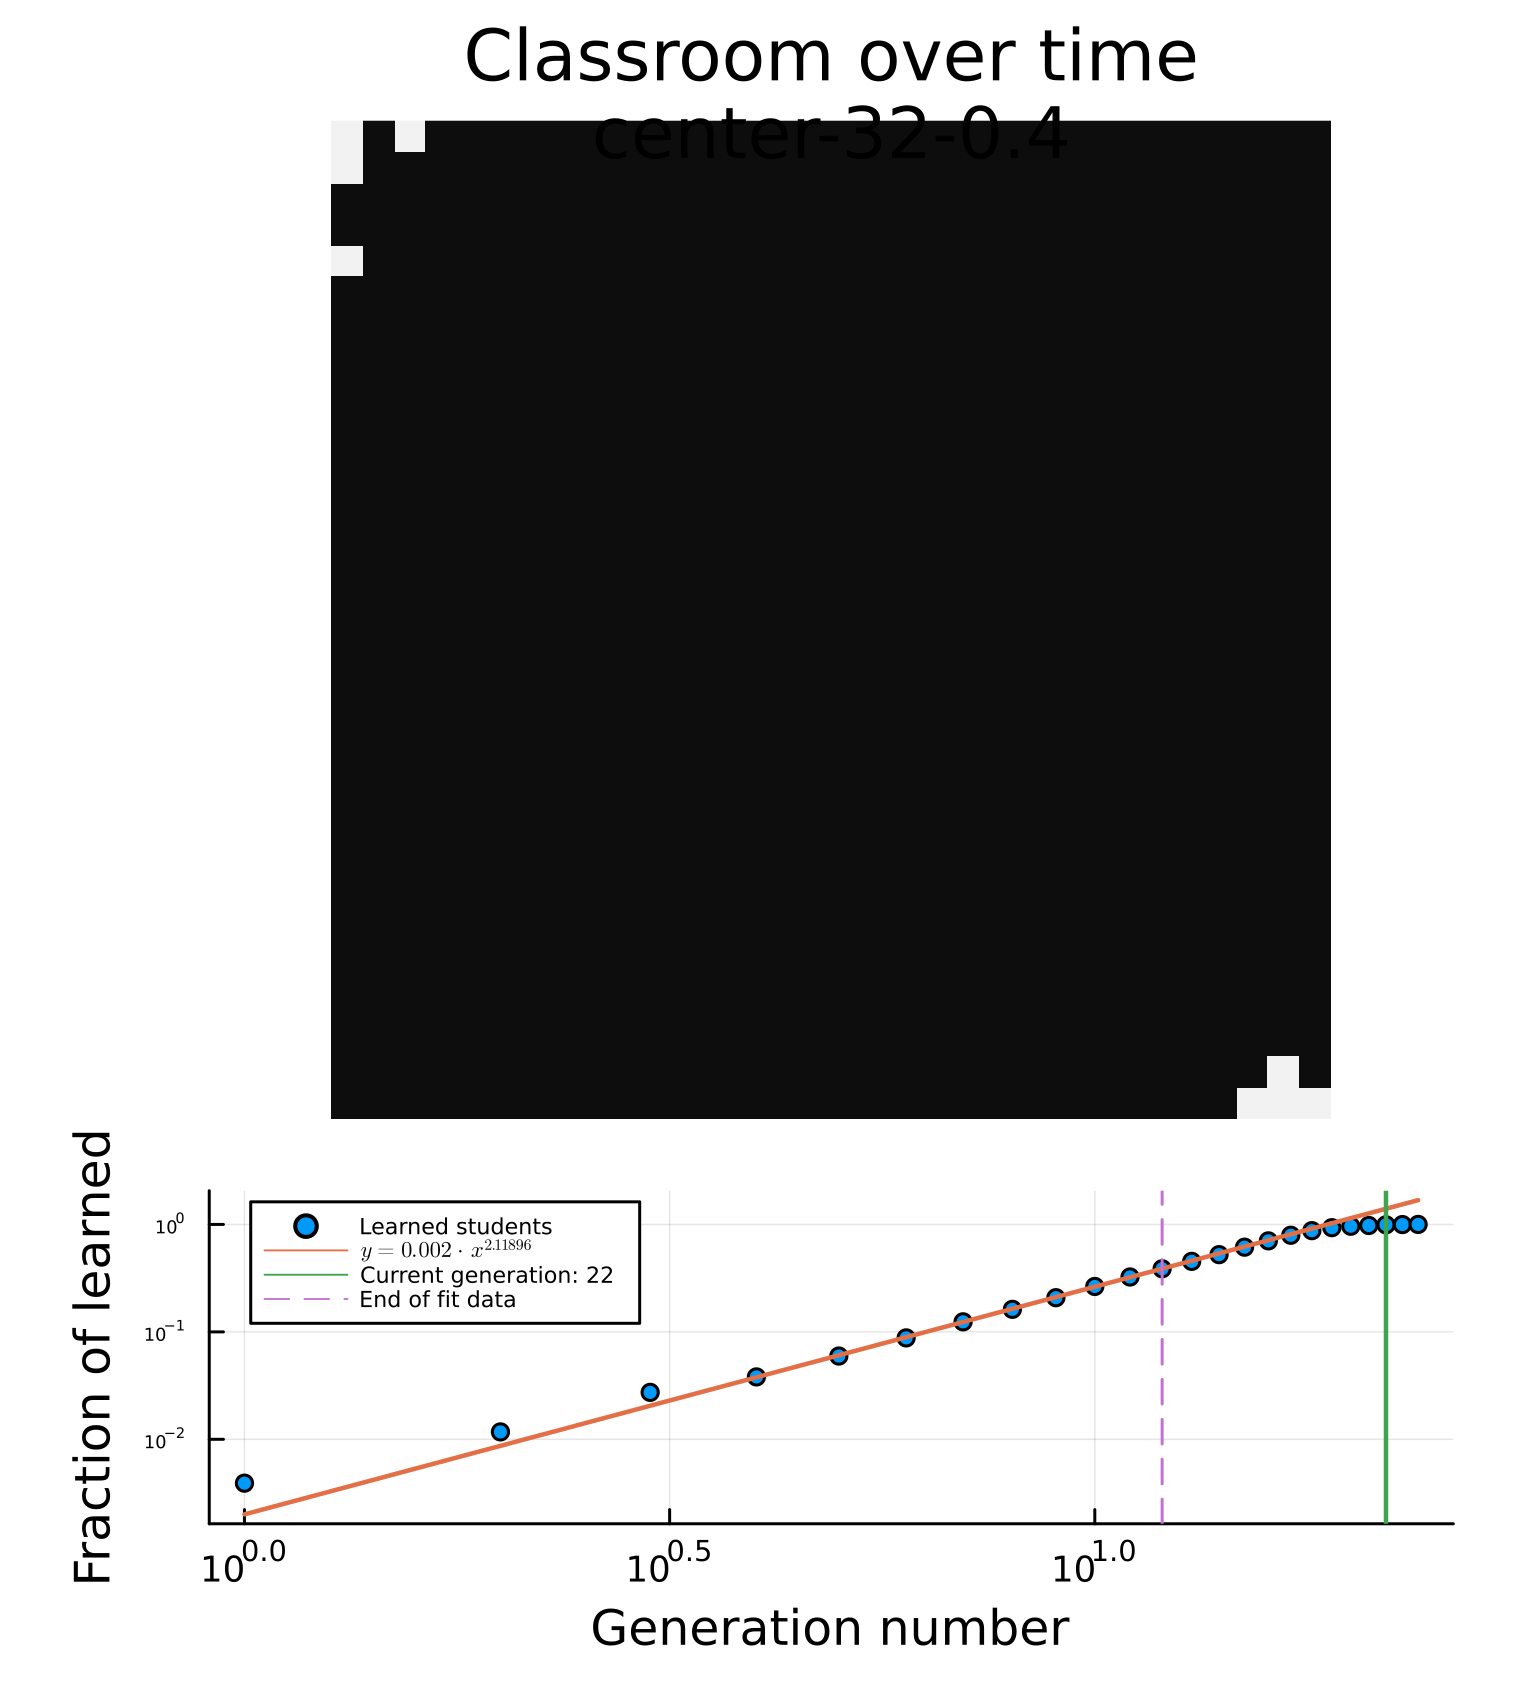 Classroom over time
center-32-0.4
Fraction of learned
10^0
10^-1
10^-2
Learned students
y = 0.002 · x^2.11896
Current generation: 22
End of fit data
10^0.0
10^0.5
10^1.0
Generation number